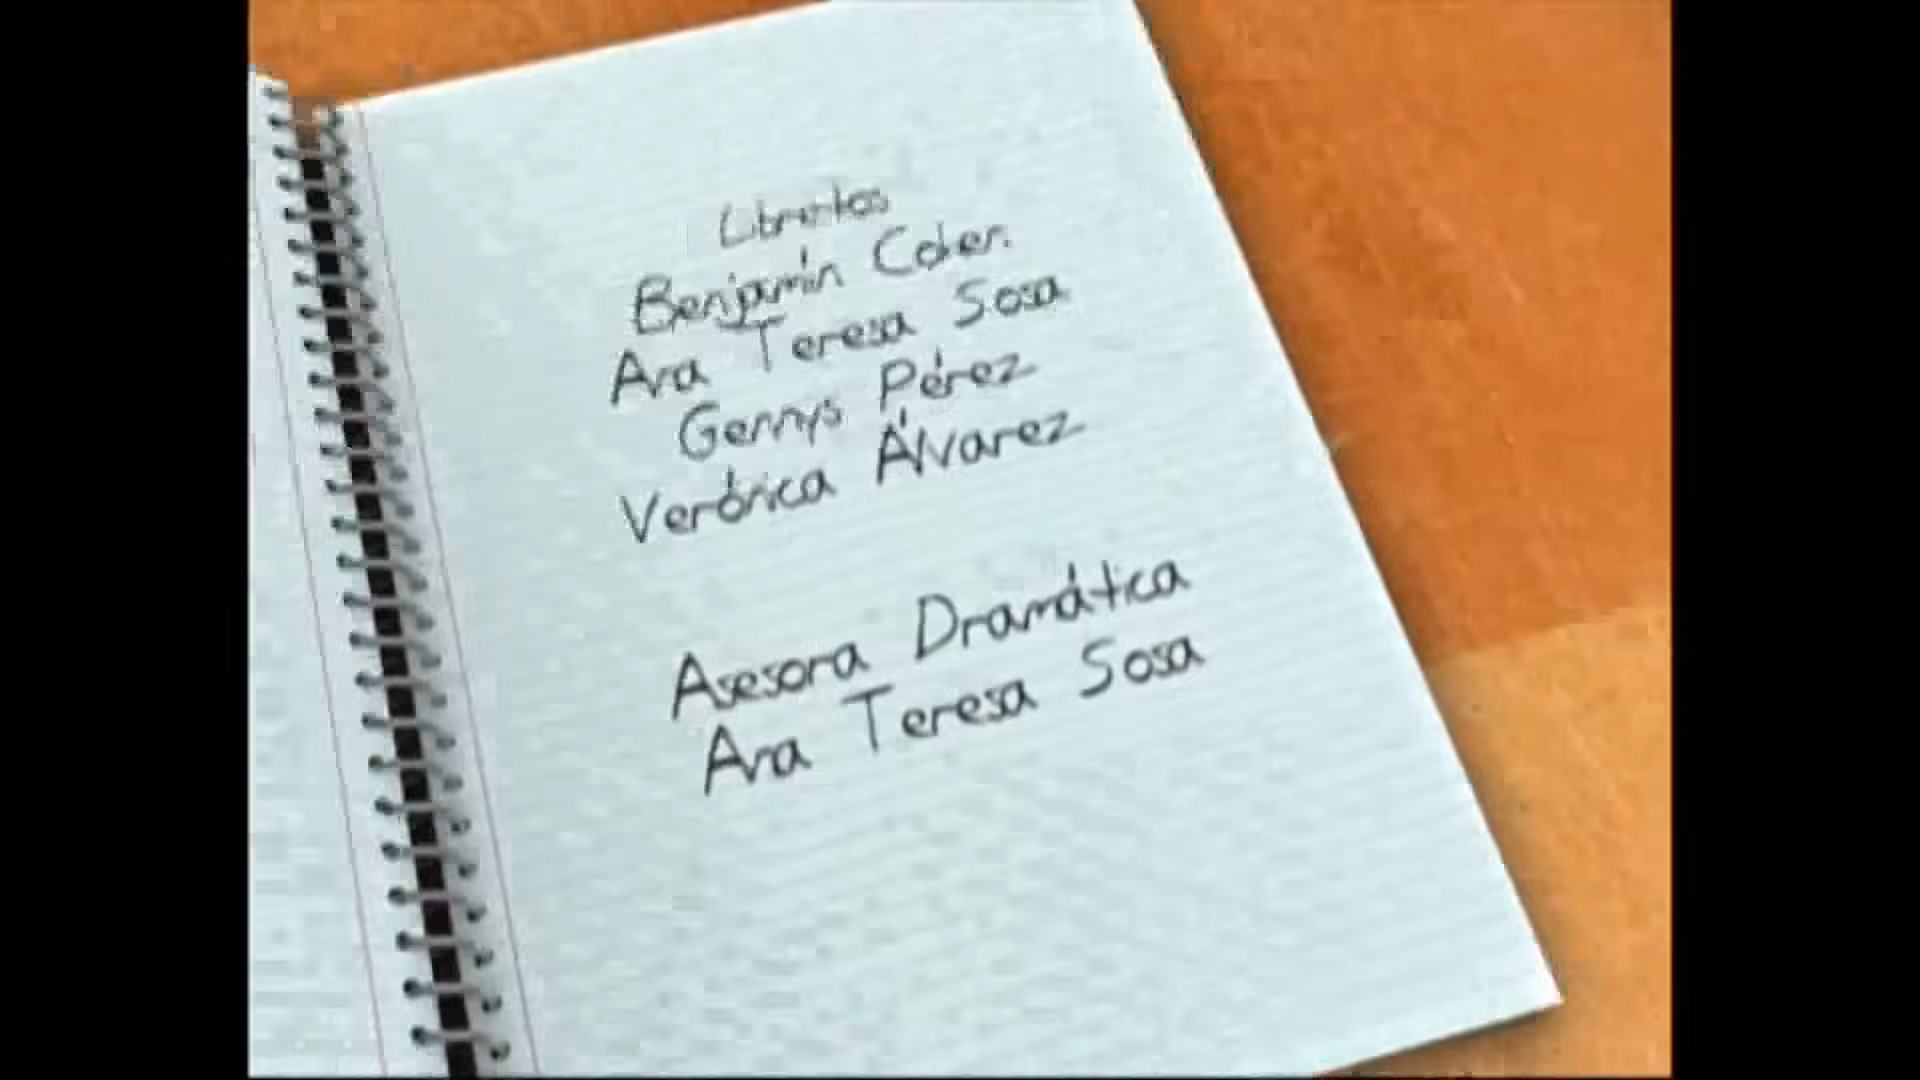 Libretos
Benjamín Cohen
Ana Teresa Sosa
Gennys Pérez
Verónica Álvarez
Asesora Dramática
Ana Teresa Sosa